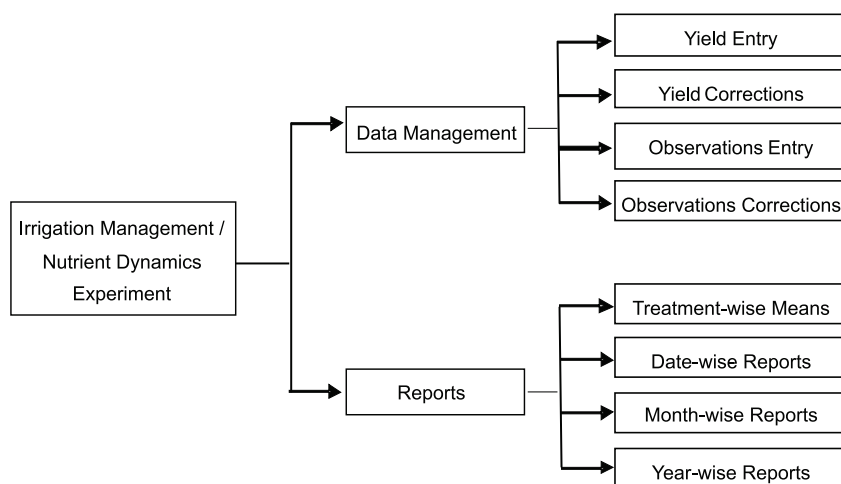 Irrigation Management /
Nutrient Dynamics
Experiment
Data Management
Yield Entry
Yield Corrections
Observations Entry
Observations Corrections
Reports
Treatment-wise Means
Date-wise Reports
Month-wise Reports
Year-wise Reports